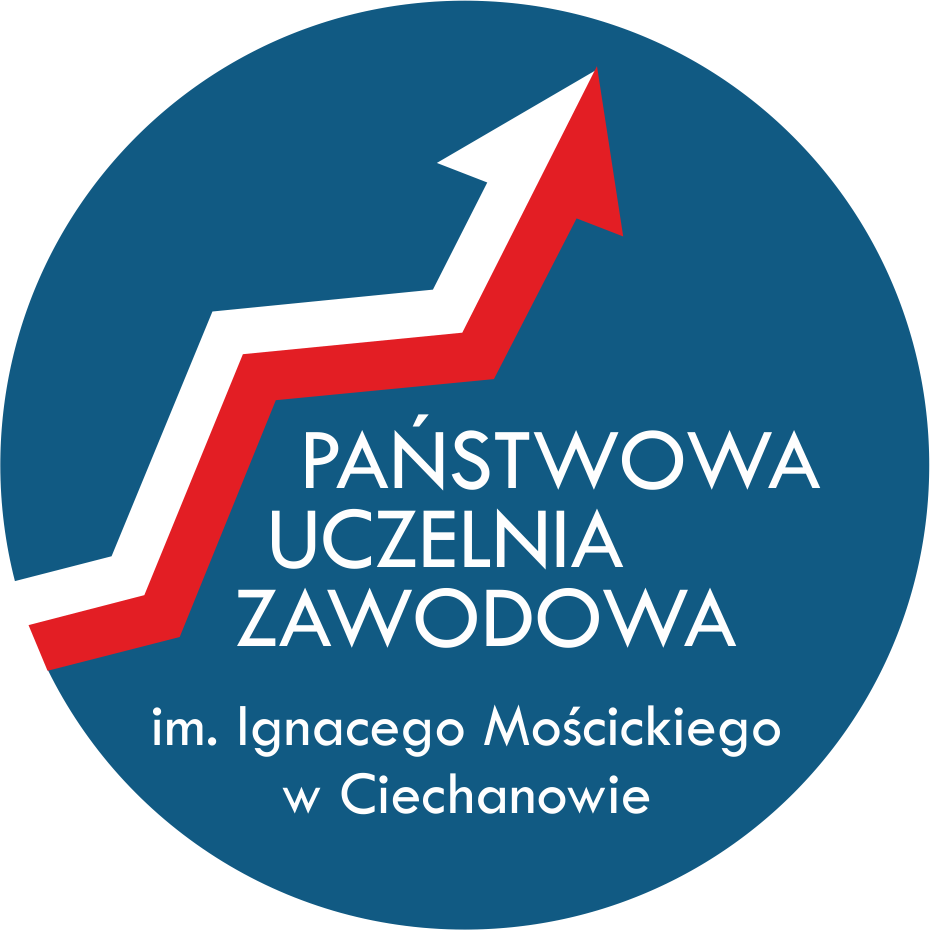 PAŃSTWOWA
UCZELNIA
ZAWODOWA
im. Ignacego Mościckiego
w Ciechanowie